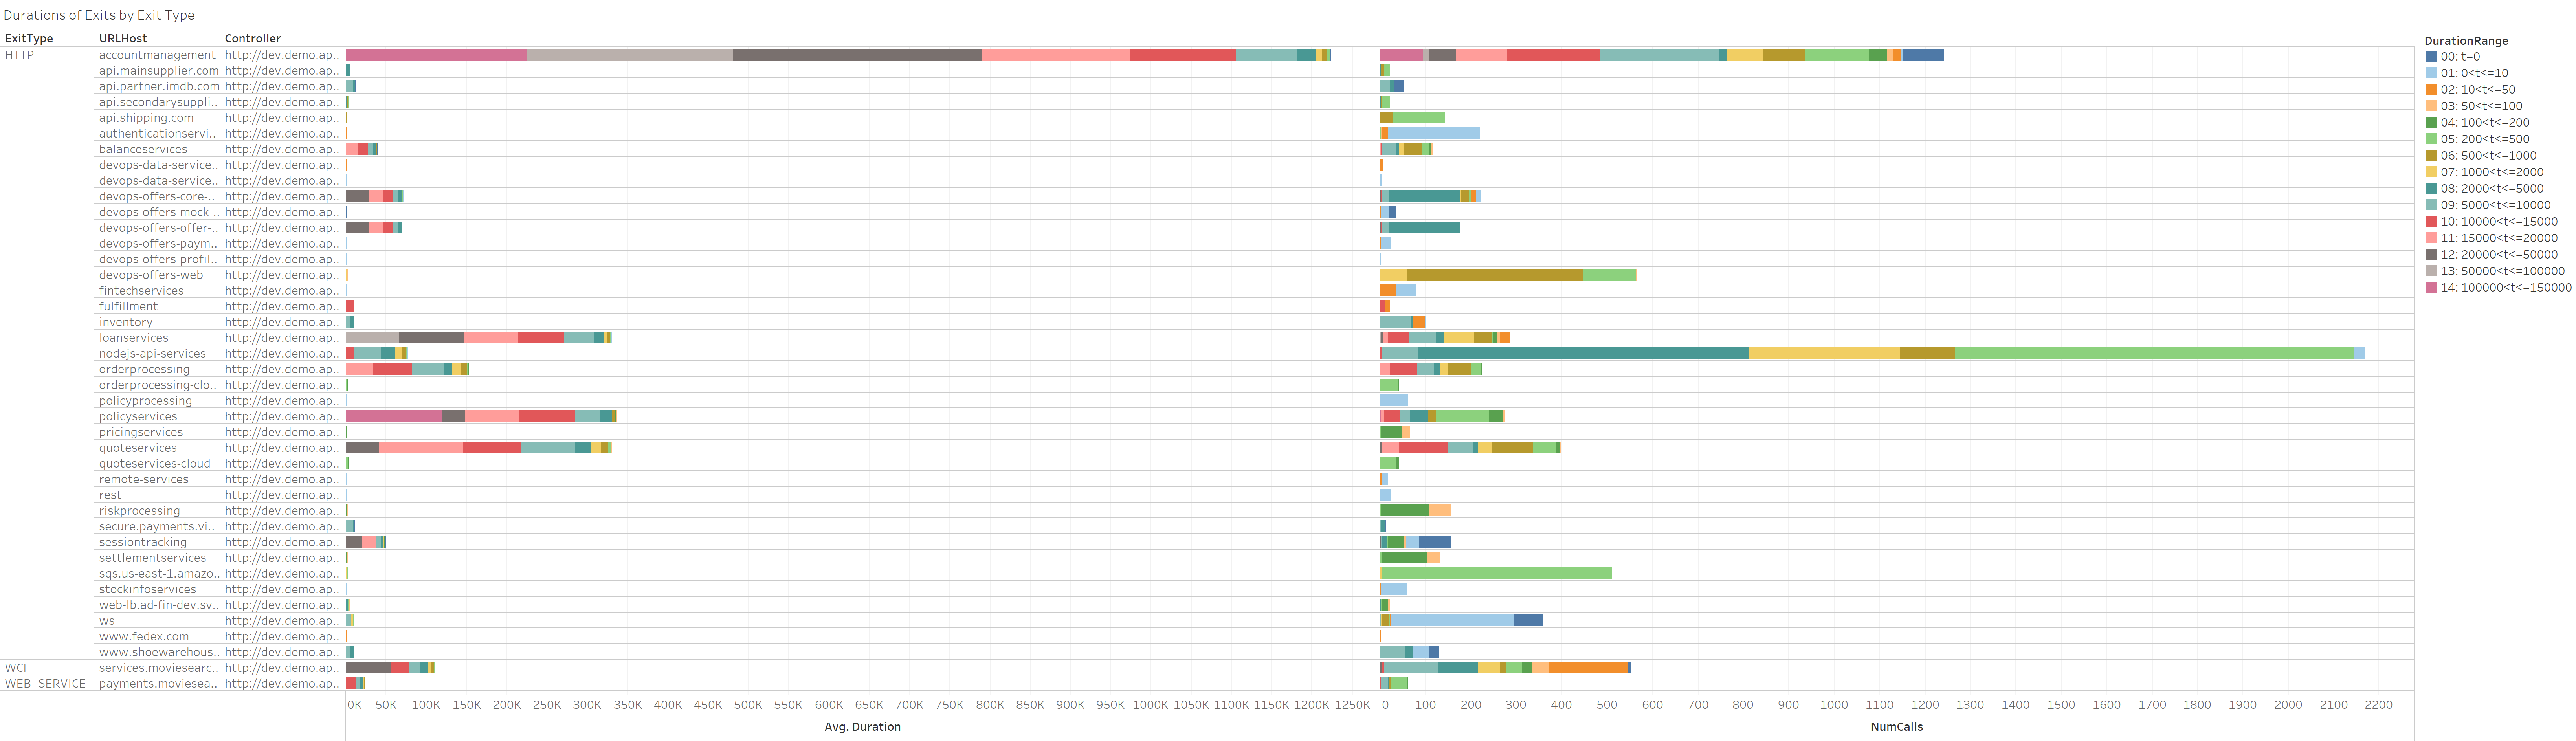 Durations of Exits by Exit Type
ExitType URLHost Controller
HTTP accountmanagement http://dev.demo.ap..
api.mainsupplier.com http://dev.demo.ap..
api.partner.imdb.com http://dev.demo.ap..
api.secondarysuppli.. http://dev.demo.ap..
api.shipping.com http://dev.demo.ap..
authenticationservi.. http://dev.demo.ap..
balanceservices http://dev.demo.ap..
devops-data-service.. http://dev.demo.ap..
devops-data-service.. http://dev.demo.ap..
devops-offers-core-.. http://dev.demo.ap..
devops-offers-mock-.. http://dev.demo.ap..
devops-offers-offer-.. http://dev.demo.ap..
devops-offers-paym.. http://dev.demo.ap..
devops-offers-profil.. http://dev.demo.ap..
devops-offers-web http://dev.demo.ap..
fintechservices http://dev.demo.ap..
fulfillment http://dev.demo.ap..
inventory http://dev.demo.ap..
loanservices http://dev.demo.ap..
nodejs-api-services http://dev.demo.ap..
orderprocessing http://dev.demo.ap..
orderprocessing-clo.. http://dev.demo.ap..
policyprocessing http://dev.demo.ap..
policyservices http://dev.demo.ap..
pricingservices http://dev.demo.ap..
quoteservices http://dev.demo.ap..
quoteservices-cloud http://dev.demo.ap..
remote-services http://dev.demo.ap..
rest http://dev.demo.ap..
riskprocessing http://dev.demo.ap..
secure.payments.vi.. http://dev.demo.ap..
sessiontracking http://dev.demo.ap..
settlementservices http://dev.demo.ap..
sqs.us-east-1.amazo.. http://dev.demo.ap..
stockinfoservices http://dev.demo.ap..
web-lb.ad-fin-dev.sv.. http://dev.demo.ap..
ws http://dev.demo.ap..
www.fedex.com http://dev.demo.ap..
www.shoewarehous.. http://dev.demo.ap..
WCF services.moviesearc.. http://dev.demo.ap..
WEB_SERVICE payments.moviesea.. http://dev.demo.ap..
0K 50K 100K 150K 200K 250K 300K 350K 400K 450K 500K 550K 600K 650K 700K 750K 800K 850K 900K 950K 1000K 1050K 1100K 1150K 1200K 1250K
Avg. Duration
0 100 200 300 400 500 600 700 800 900 1000 1100 1200 1300 1400 1500 1600 1700 1800 1900 2000 2100 2200
NumCalls
DurationRange
00: t=0
01: 0<t<=10
02: 10<t<=50
03: 50<t<=100
04: 100<t<=200
05: 200<t<=500
06: 500<t<=1000
07: 1000<t<=2000
08: 2000<t<=5000
09: 5000<t<=10000
10: 10000<t<=15000
11: 15000<t<=20000
12: 20000<t<=50000
13: 50000<t<=100000
14: 100000<t<=150000